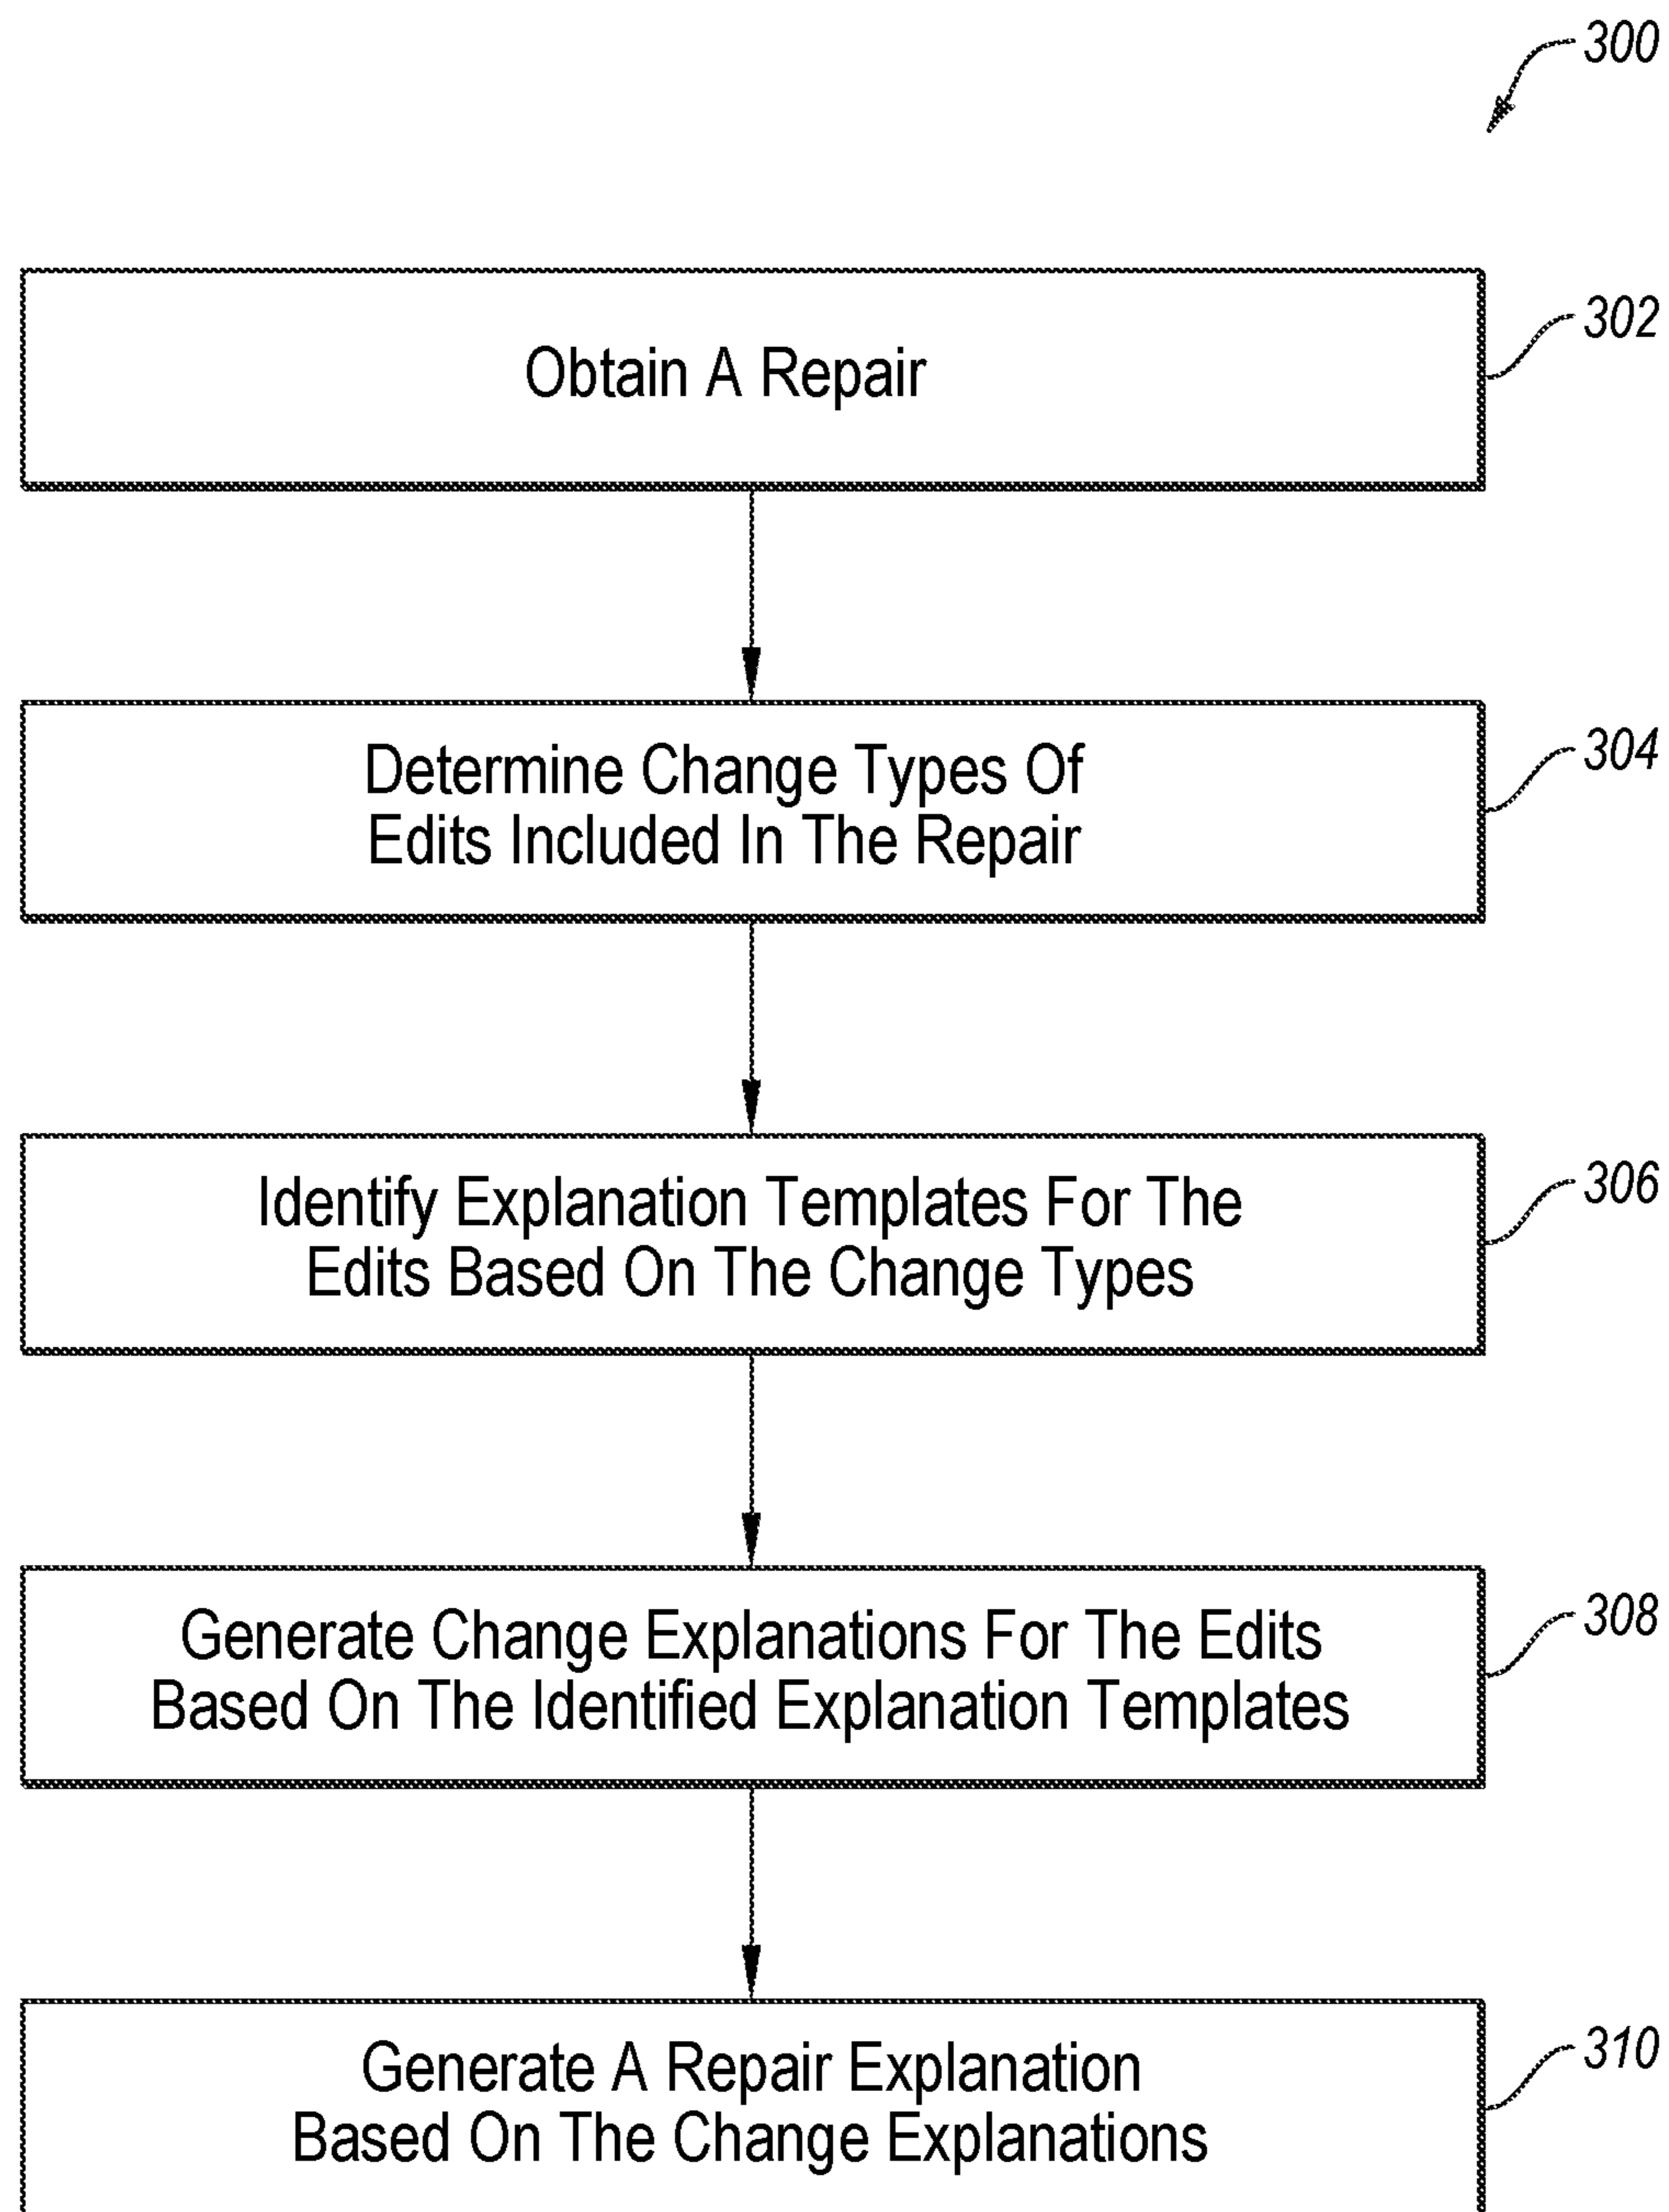 300
Obtain A Repair
302
Determine Change Types Of
Edits Included In The Repair
304
Identify Explanation Templates For The
Edits Based On The Change Types
306
Generate Change Explanations For The Edits
Based On The Identified Explanation Templates
308
Generate A Repair Explanation
Based On The Change Explanations
310